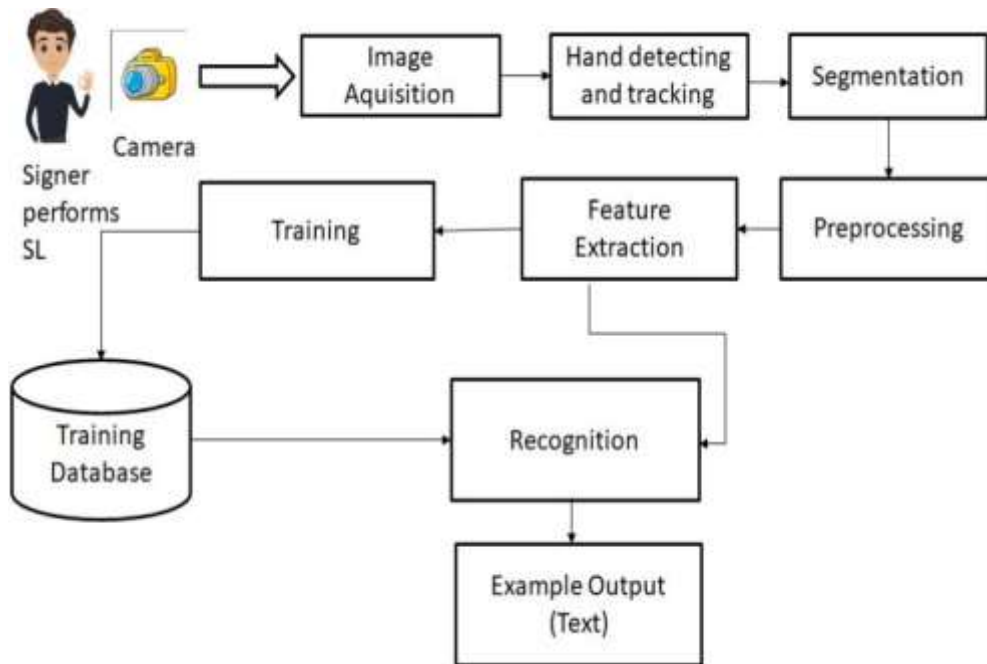 Image
Aquisition
Hand detecting
and tracking
Segmentation
Camera
Signer
performs
SL
Training
Feature
Extraction
Preprocessing
Training
Database
Recognition
Example Output
(Text)